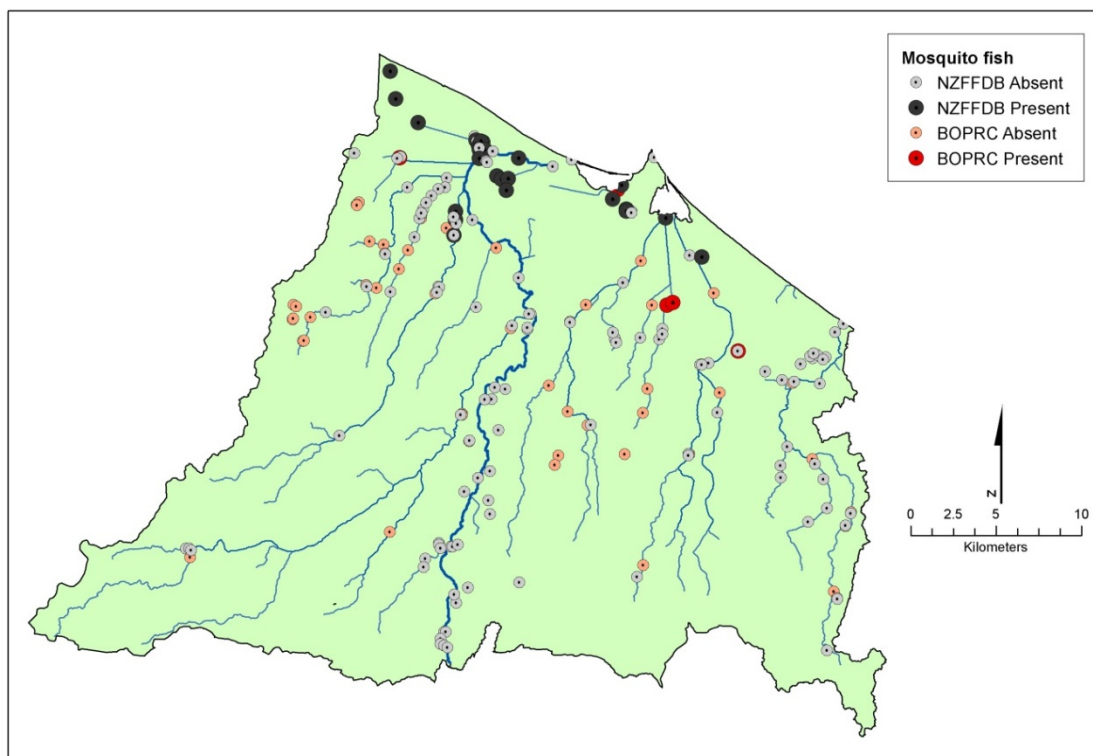 Mosquito fish
NZFFDB Absent
NZFFDB Present
BOPRC Absent
BOPRC Present
N
0 2.5 5 10
Kilometers